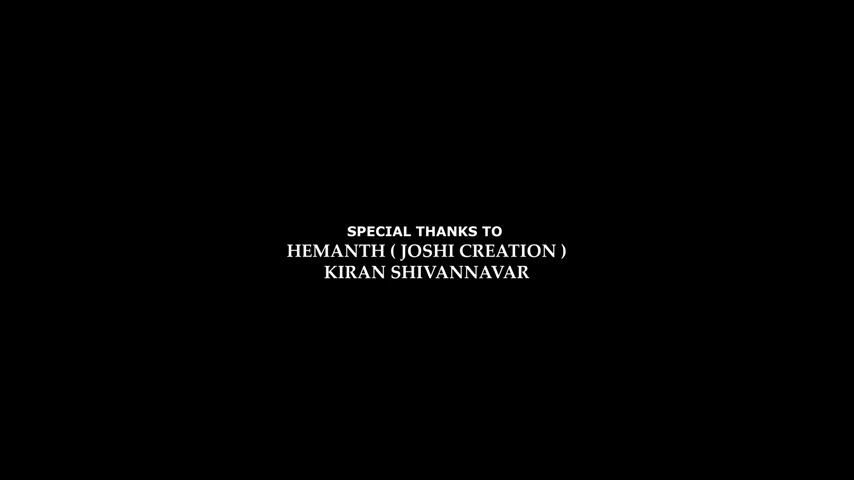 SPECIAL THANKS TO
HEMANTH ( JOSHI CREATION )
KIRAN SHIVANNAVAR